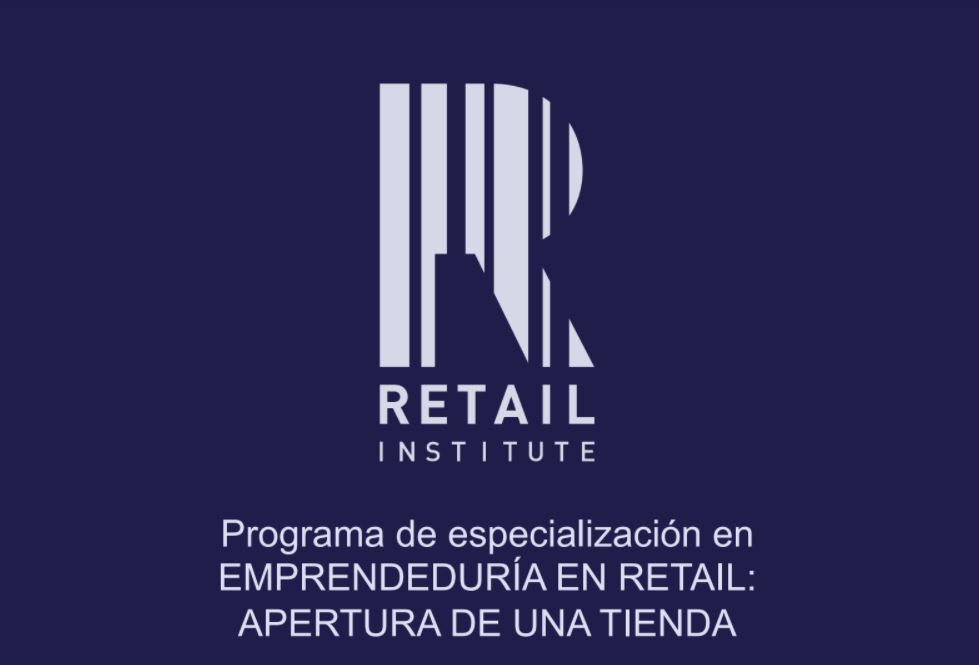 RETAIL
INSTITUTE
Programa de especialización en
EMPRENDEDURÍA EN RETAIL:
APERTURA DE UNA TIENDA